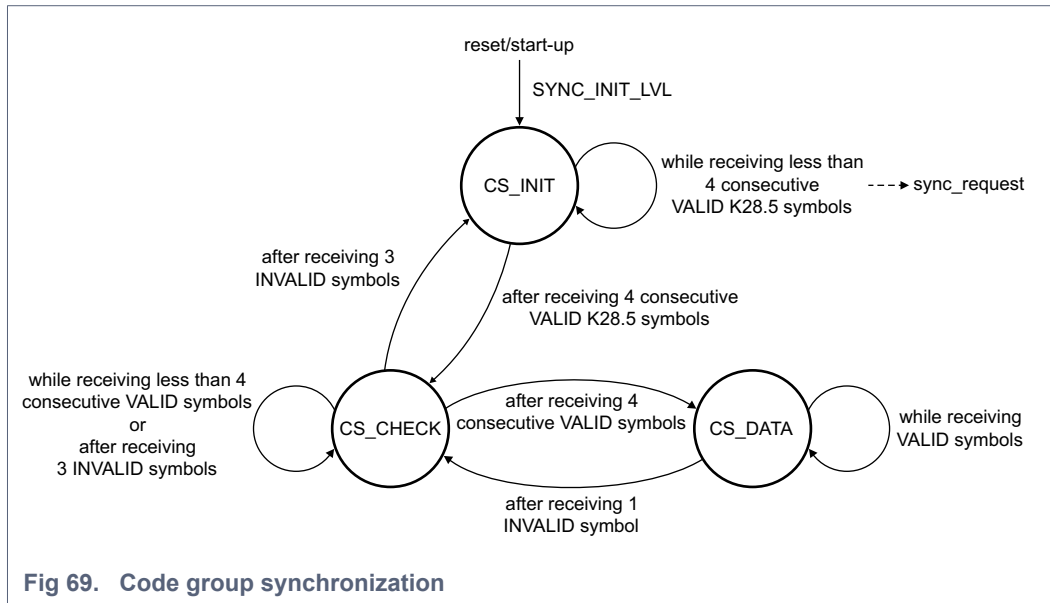 reset/start-up
SYNC_INIT_LVL
CS_INIT
while receiving less than
4 consecutive
VALID K28.5 symbols
sync_request
after receiving 3
INVALID symbols
after receiving 4 consecutive
VALID K28.5 symbols
while receiving less than 4
consecutive VALID symbols
or
after receiving
3 INVALID symbols
CS_CHECK
after receiving 4
consecutive VALID symbols
CS_DATA
while receiving
VALID symbols
after receiving 1
INVALID symbol
Fig 69. Code group synchronization